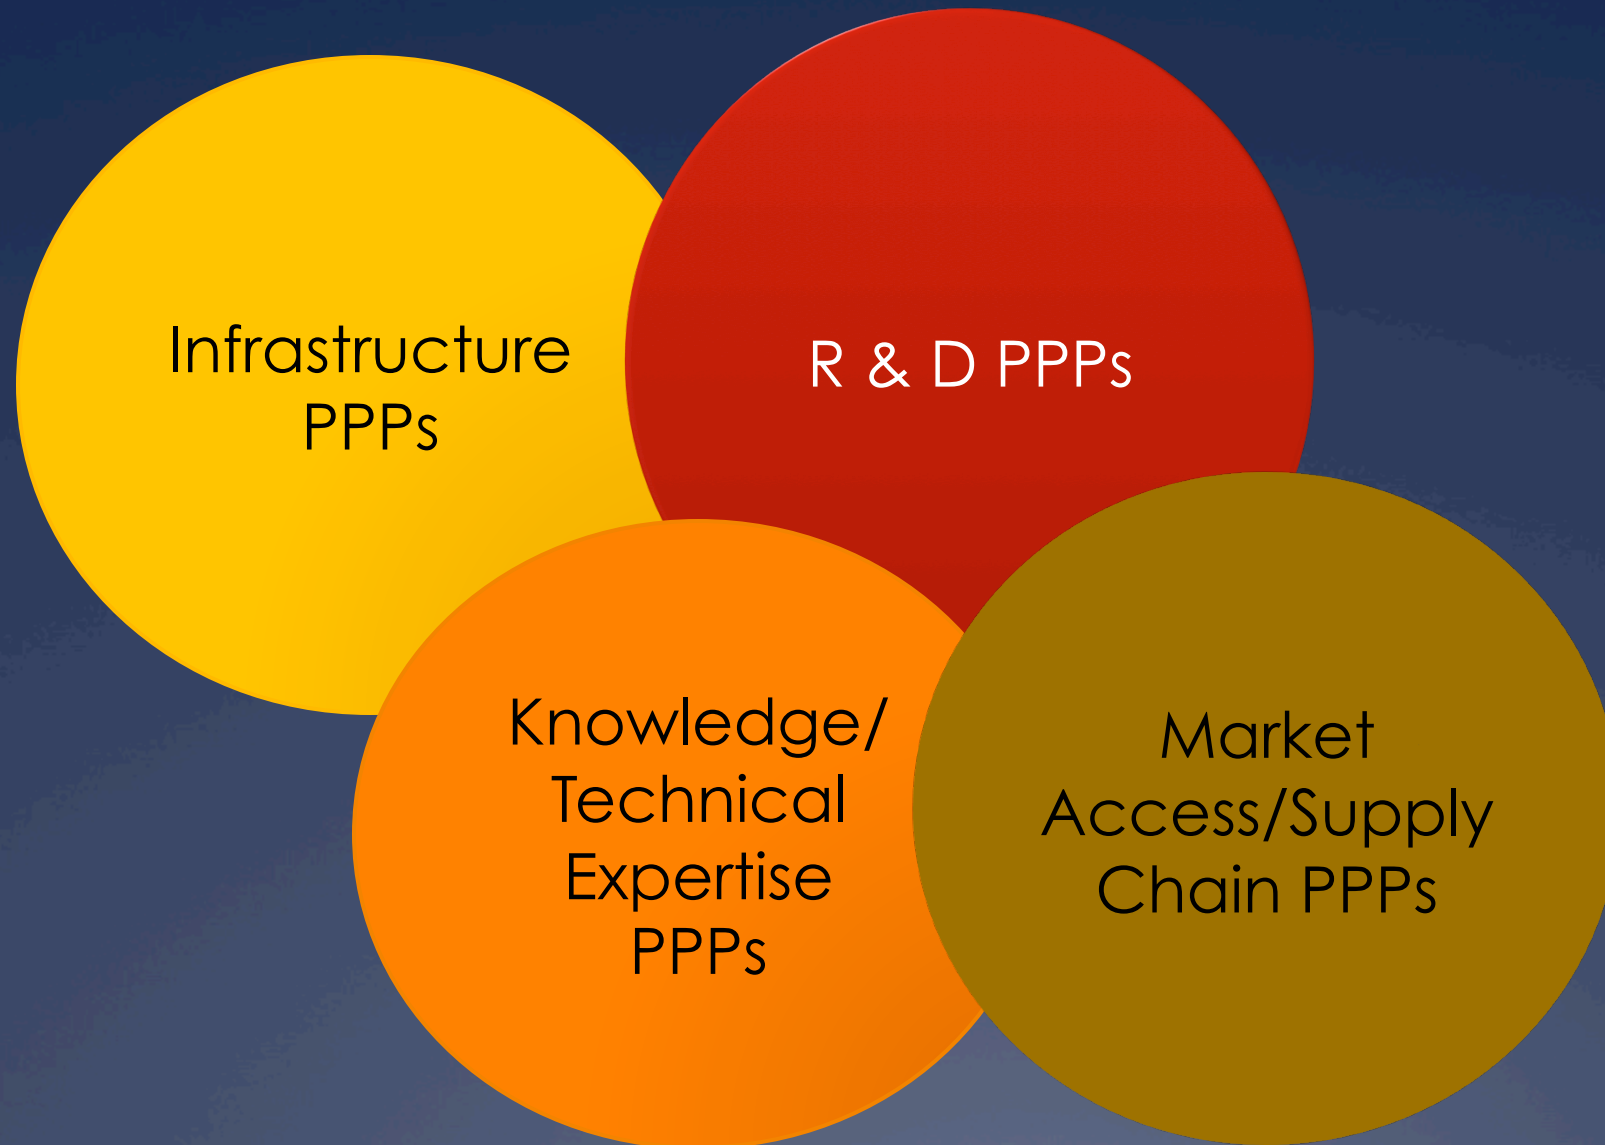 Infrastructure
PPPs
R & D PPPs
Knowledge/
Technical
Expertise
PPPs
Market
Access/Supply
Chain PPPs